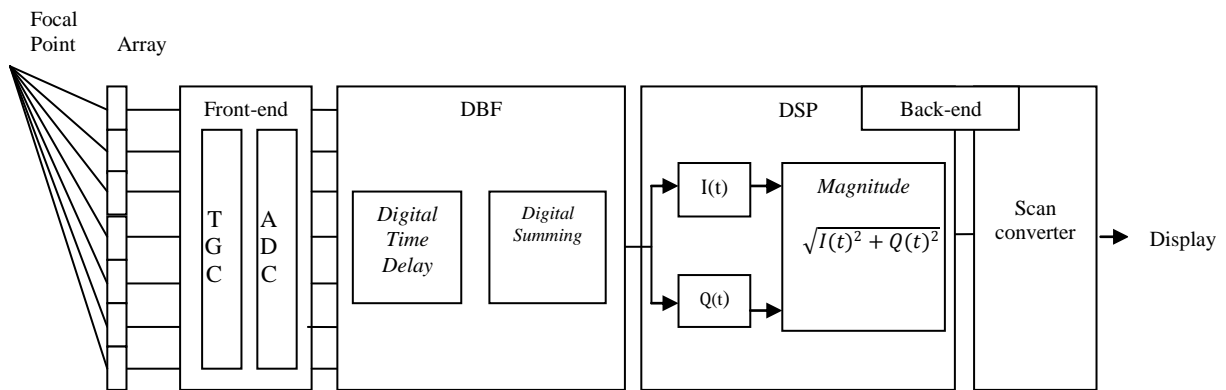 Focal
Point
Array
Front-end
T
G
C
A
D
C
DBF
Digital
Time
Delay
Digital
Summing
DSP
Back-end
I(t)
Q(t)
Magnitude
√I(t)² + Q(t)²
Scan
converter
Display